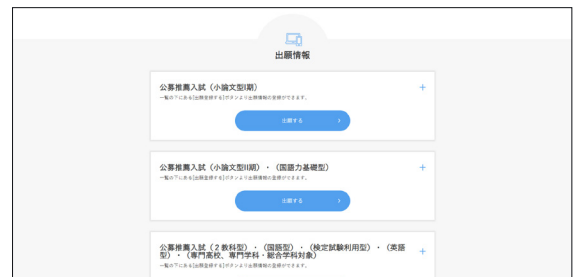 出願情報
公募推薦入試（小論文型I期）
一覧の下にある[出願登録する]ボタンより出願情報の登録ができます。
出願する
公募推薦入試（小論文型II期）・（国語力基礎型）
一覧の下にある[出願登録する]ボタンより出願情報の登録ができます。
出願する
公募推薦入試（２教科型）・（国語型）・（検定試験利用型）・（英語
型）・（専門高校、専門学科・総合学科対象）
一覧の下にある[出願登録する]ボタンより出願情報の登録ができます。